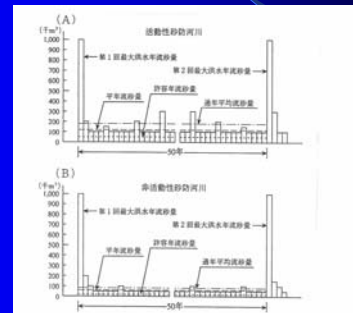 (A)
活動性砂防河川
(千m³)
1,000
900
800
700
600
500
400
300
200
100
0
第1回最大洪水年流砂量
第2回最大洪水年流砂量
平年流砂量
許容年流砂量
過年平均流砂量
50年
(B)
非活動性砂防河川
(千m³)
1,000
900
800
700
600
500
400
300
200
100
0
第1回最大洪水年流砂量
第2回最大洪水年流砂量
平年流砂量
許容年流砂量
過年平均流砂量
50年